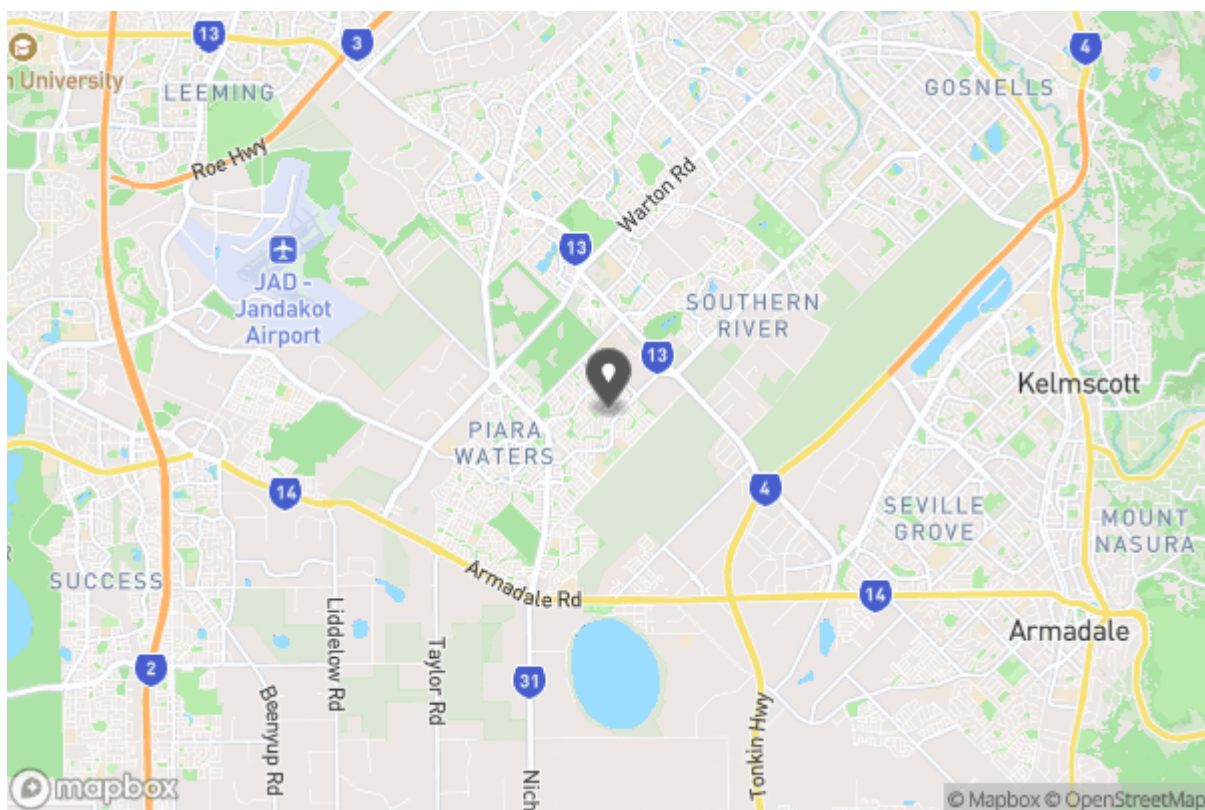 13
3
4
n University
LEEMING
GOSNELLS
Roe Hwy
Warton Rd
13
JAD -
Jandakot
Airport
SOUTHERN
RIVER
13
Kelmscott
PIARA
WATERS
14
4
SEVILLE
GROVE
MOUNT
NASURA
SUCCESS
Armadale Rd
14
Liddelow Rd
Taylor Rd
Armadale
2
31
Beenyup Rd
Tonkin Hwy
Nich
mapbox
© Mapbox © OpenStreetMap